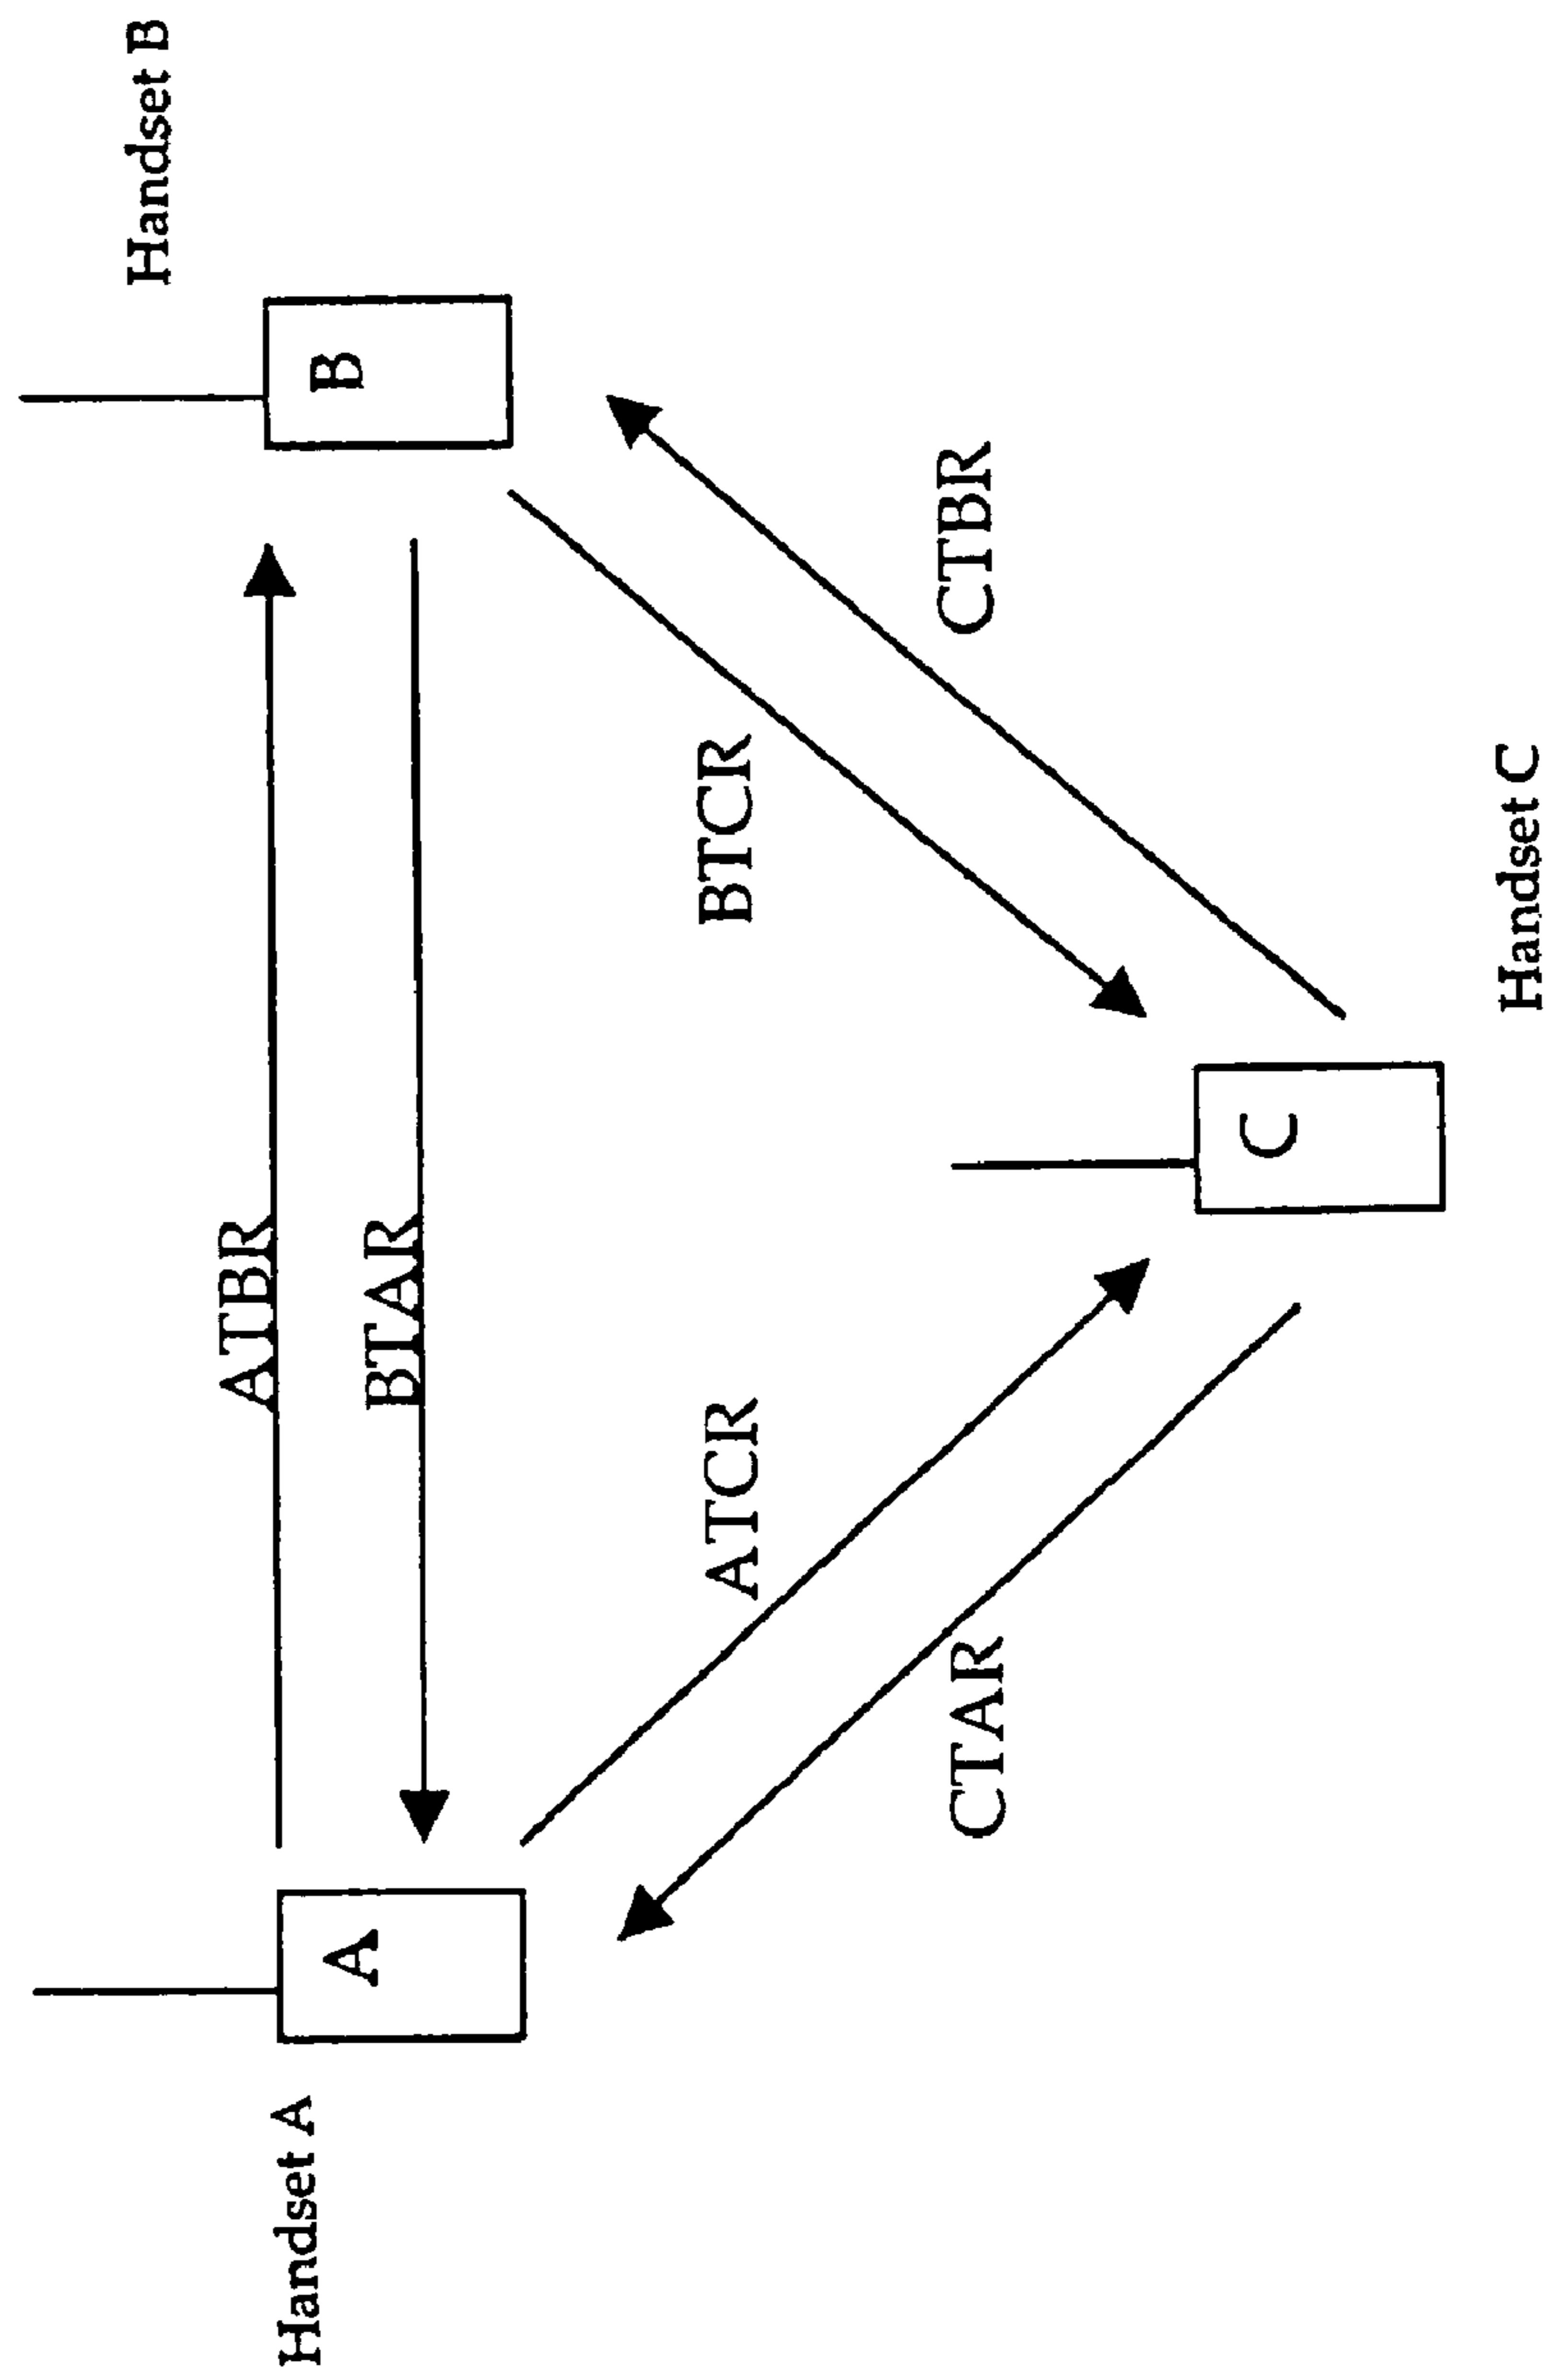 Handset A
A
ATBR
BTAR
B
Handset B
ATCR
CTAR
BTCR
CTBR
C
Handset C